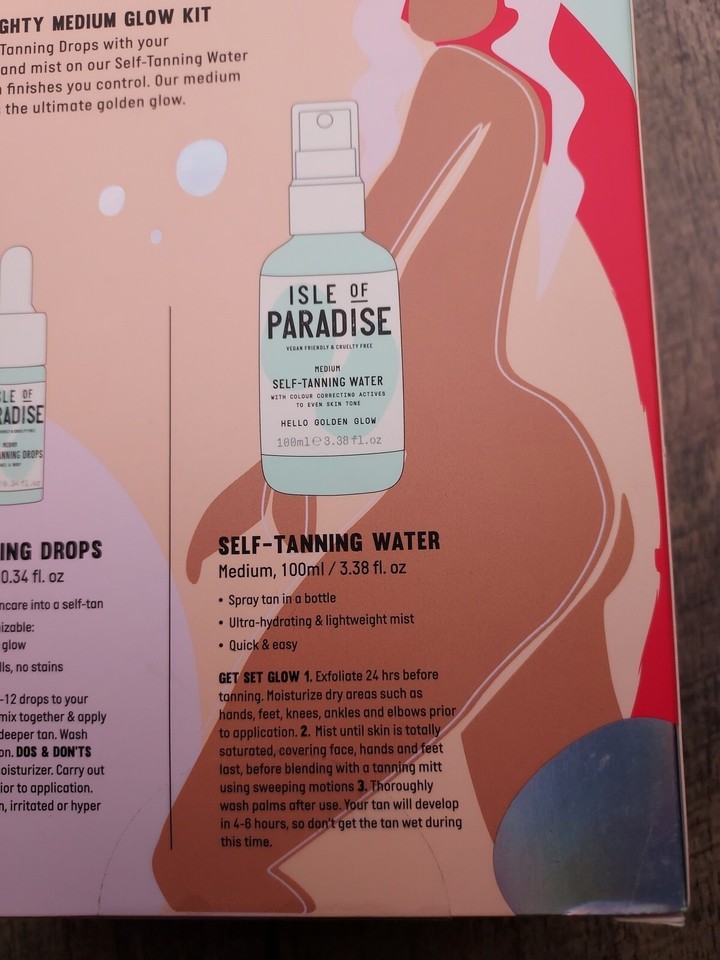 GHTY MEDIUM GLOW KIT
Tanning Drops with your
and mist on our Self-Tanning Water
finishes you control. Our medium
the ultimate golden glow.
ISLE OF
PARADISE
VEGAN FRIENDLY & CRUELTY FREE
MEDIUM
SELF-TANNING WATER
WITH COLOUR CORRECTING ACTIVES
TO EVEN SKIN TONE
HELLO GOLDEN GLOW
100ml e 3.38 fl.oz
LE OF
RADISE
MEDIUM
NNING DROPS
ING DROPS
0.34 fl. oz
ncare into a self-tan
izable:
glow
lls, no stains
-12 drops to your
mix together & apply
deeper tan. Wash
on. DOS & DON'TS
oisturizer. Carry out
ior to application.
n, irritated or hyper
SELF-TANNING WATER
Medium, 100ml / 3.38 fl. oz
• Spray tan in a bottle
• Ultra-hydrating & lightweight mist
• Quick & easy
GET SET GLOW 1. Exfoliate 24 hrs before
tanning. Moisturize dry areas such as
hands, feet, knees, ankles and elbows prior
to application. 2. Mist until skin is totally
saturated, covering face, hands and feet
last, before blending with a tanning mitt
using sweeping motions 3. Thoroughly
wash palms after use. Your tan will develop
in 4-6 hours, so don't get the tan wet during
this time.